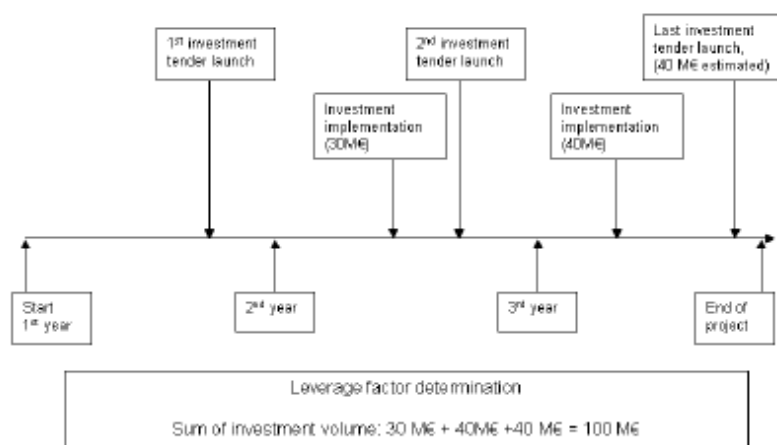 1st investment
tender launch
2nd investment
tender launch
Last investment
tender launch,
(40 M€ estimated)
Investment
implementation
(30M€)
Investment
implementation
(40M€)
Start
1st year
2nd year
3rd year
End of
project
Leverage factor determination
Sum of investment volume: 30 M€ + 40M€ +40 M€ = 100 M€